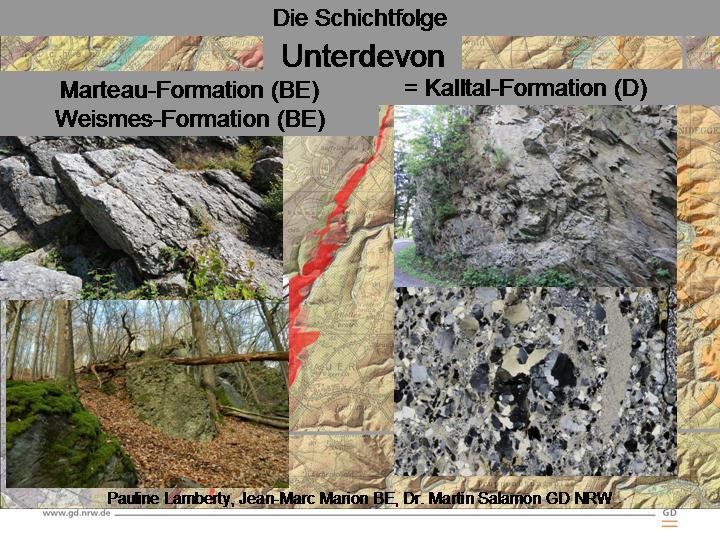 Die Schichtfolge
Unterdevon
Marteau-Formation (BE)
Weismes-Formation (BE)
= Kalltal-Formation (D)
Pauline Lamberty, Jean-Marc Marion BE, Dr. Martin Salamon GD NRW
www.gd.nrw.de
GD